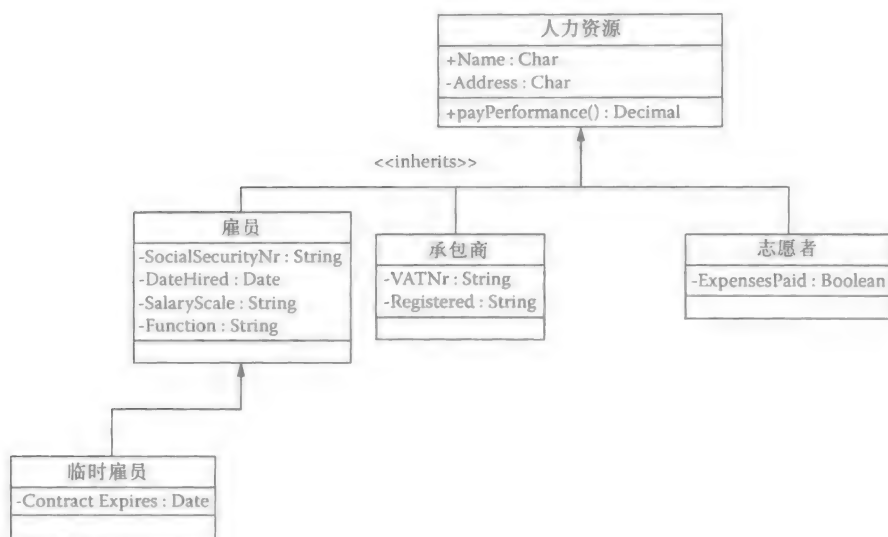 人力资源
+Name : Char
-Address : Char
+payPerformance() : Decimal
<<inherits>>
雇员
-SocialSecurityNr : String
-DateHired : Date
-SalaryScale : String
-Function : String
承包商
-VATNr : String
-Registered : String
志愿者
-ExpensesPaid : Boolean
临时雇员
-Contract Expires : Date